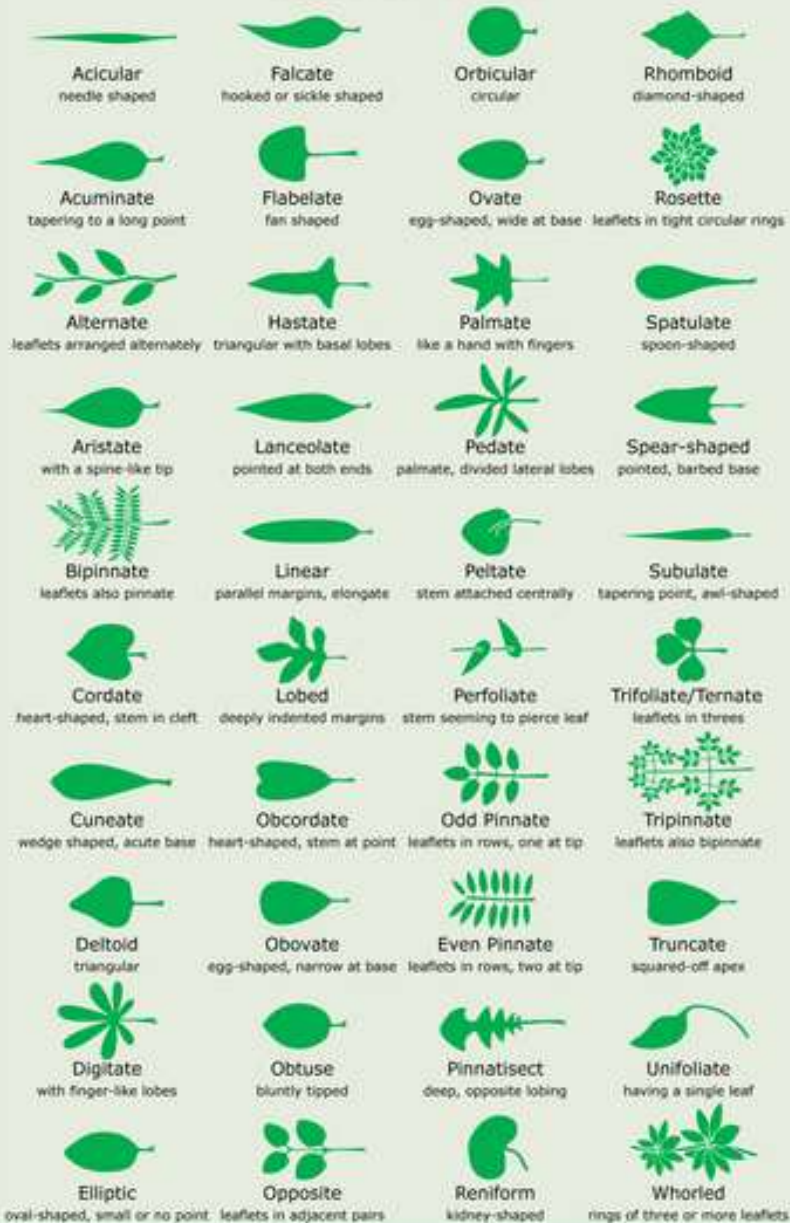 Acicular
needle shaped
Falcate
hooked or sickle shaped
Orbicular
circular
Rhomboid
diamond-shaped
Acuminate
tapering to a long point
Flabelate
fan shaped
Ovate
egg-shaped, wide at base
Rosette
leaflets in tight circular rings
Alternate
leaflets arranged alternately
Hastate
triangular with basal lobes
Palmate
like a hand with fingers
Spatulate
spoon-shaped
Aristate
with a spine-like tip
Lanceolate
pointed at both ends
Pedate
palmate, divided lateral lobes
Spear-shaped
pointed, barbed base
Bipinnate
leaflets also pinnate
Linear
parallel margins, elongate
Peltate
stem attached centrally
Subulate
tapering point, awl-shaped
Cordate
heart-shaped, stem in cleft
Lobed
deeply indented margins
Perfoliate
stem seeming to pierce leaf
Trifoliate/Ternate
leaflets in threes
Cuneate
wedge shaped, acute base
Obcordate
heart-shaped, stem at point
Odd Pinnate
leaflets in rows, one at tip
Tripinnate
leaflets also bipinnate
Deltoid
triangular
Obovate
egg-shaped, narrow at base
Even Pinnate
leaflets in rows, two at tip
Truncate
squared-off apex
Digitate
with finger-like lobes
Obtuse
bluntly tipped
Pinnatisect
deep, opposite lobing
Unifoliate
having a single leaf
Elliptic
oval-shaped, small or no point
Opposite
leaflets in adjacent pairs
Reniform
kidney-shaped
Whorled
rings of three or more leaflets